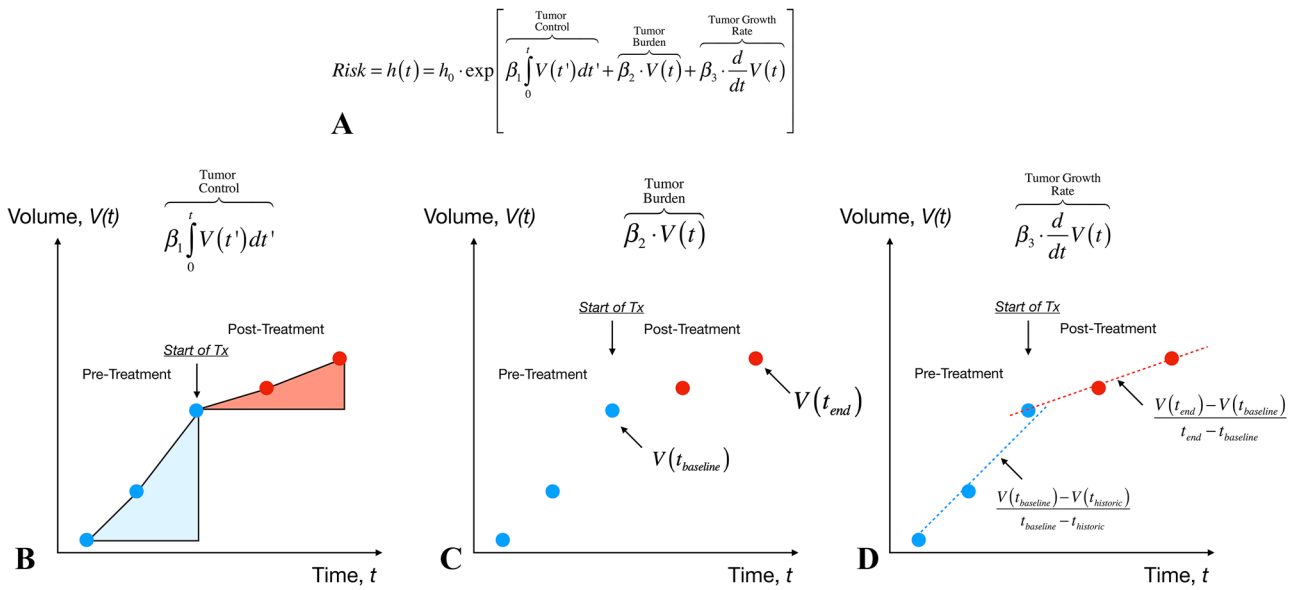 Tumor
Control
Tumor
Burden
Tumor Growth
Rate
Risk = h(t) = h₀ · exp[β₁∫₀ᵗV(t')dt' + β₂ · V(t) + β₃ · d/dt V(t)]
A
Tumor
Control
Volume, V(t)
β₁∫₀ᵗV(t')dt'
Post-Treatment
Start of Tx
Pre-Treatment
B
Time, t
Tumor
Burden
Volume, V(t)
β₂ · V(t)
Start of Tx
Post-Treatment
Pre-Treatment
V(t_end)
V(t_baseline)
C
Time, t
Tumor Growth
Rate
Volume, V(t)
β₃ · d/dt V(t)
Start of Tx
Post-Treatment
Pre-Treatment
V(t_end) − V(t_baseline)
t_end − t_baseline
V(t_baseline) − V(t_historic)
t_baseline − t_historic
D
Time, t